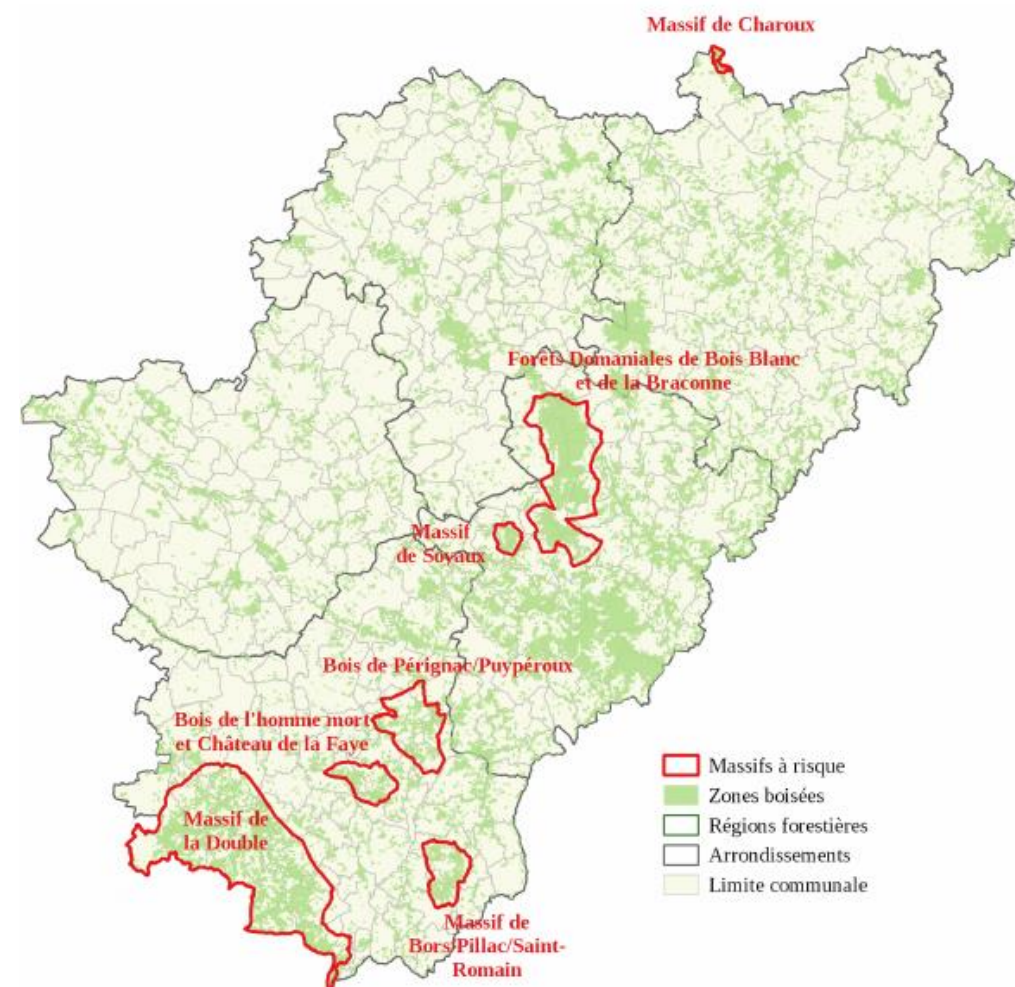 Massif de Charoux
Forêts Domaniales de Bois Blanc
et de la Braconne
Massif
de Soyaux
Bois de Pérignac/Puypéroux
Bois de l'homme mort
et Château de la Faye
Massif de
la Double
Massif de
Bors/Pillac/Saint-
Romain
Massifs à risque
Zones boisées
Régions forestières
Arrondissements
Limite communale